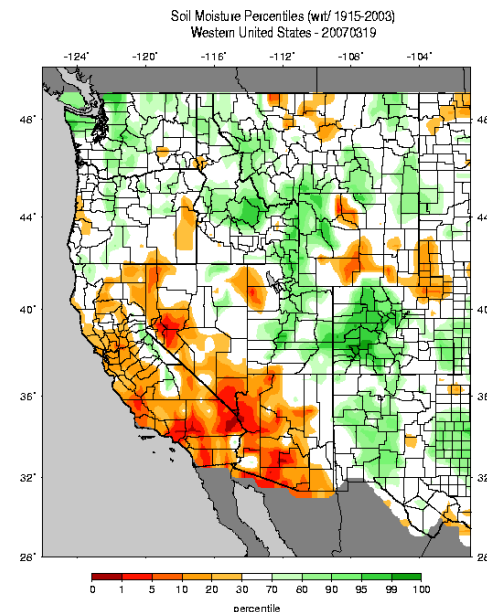 Soil Moisture Percentiles (wrt/ 1915-2003)
Western United States - 20070319
-124° -120° -116° -112° -108° -104°
48° 48
44° 44
40° 40
36° 36
32° 32
28° 28
26° 26
0 1 5 10 20 30 70 80 90 95 99 100
percentile